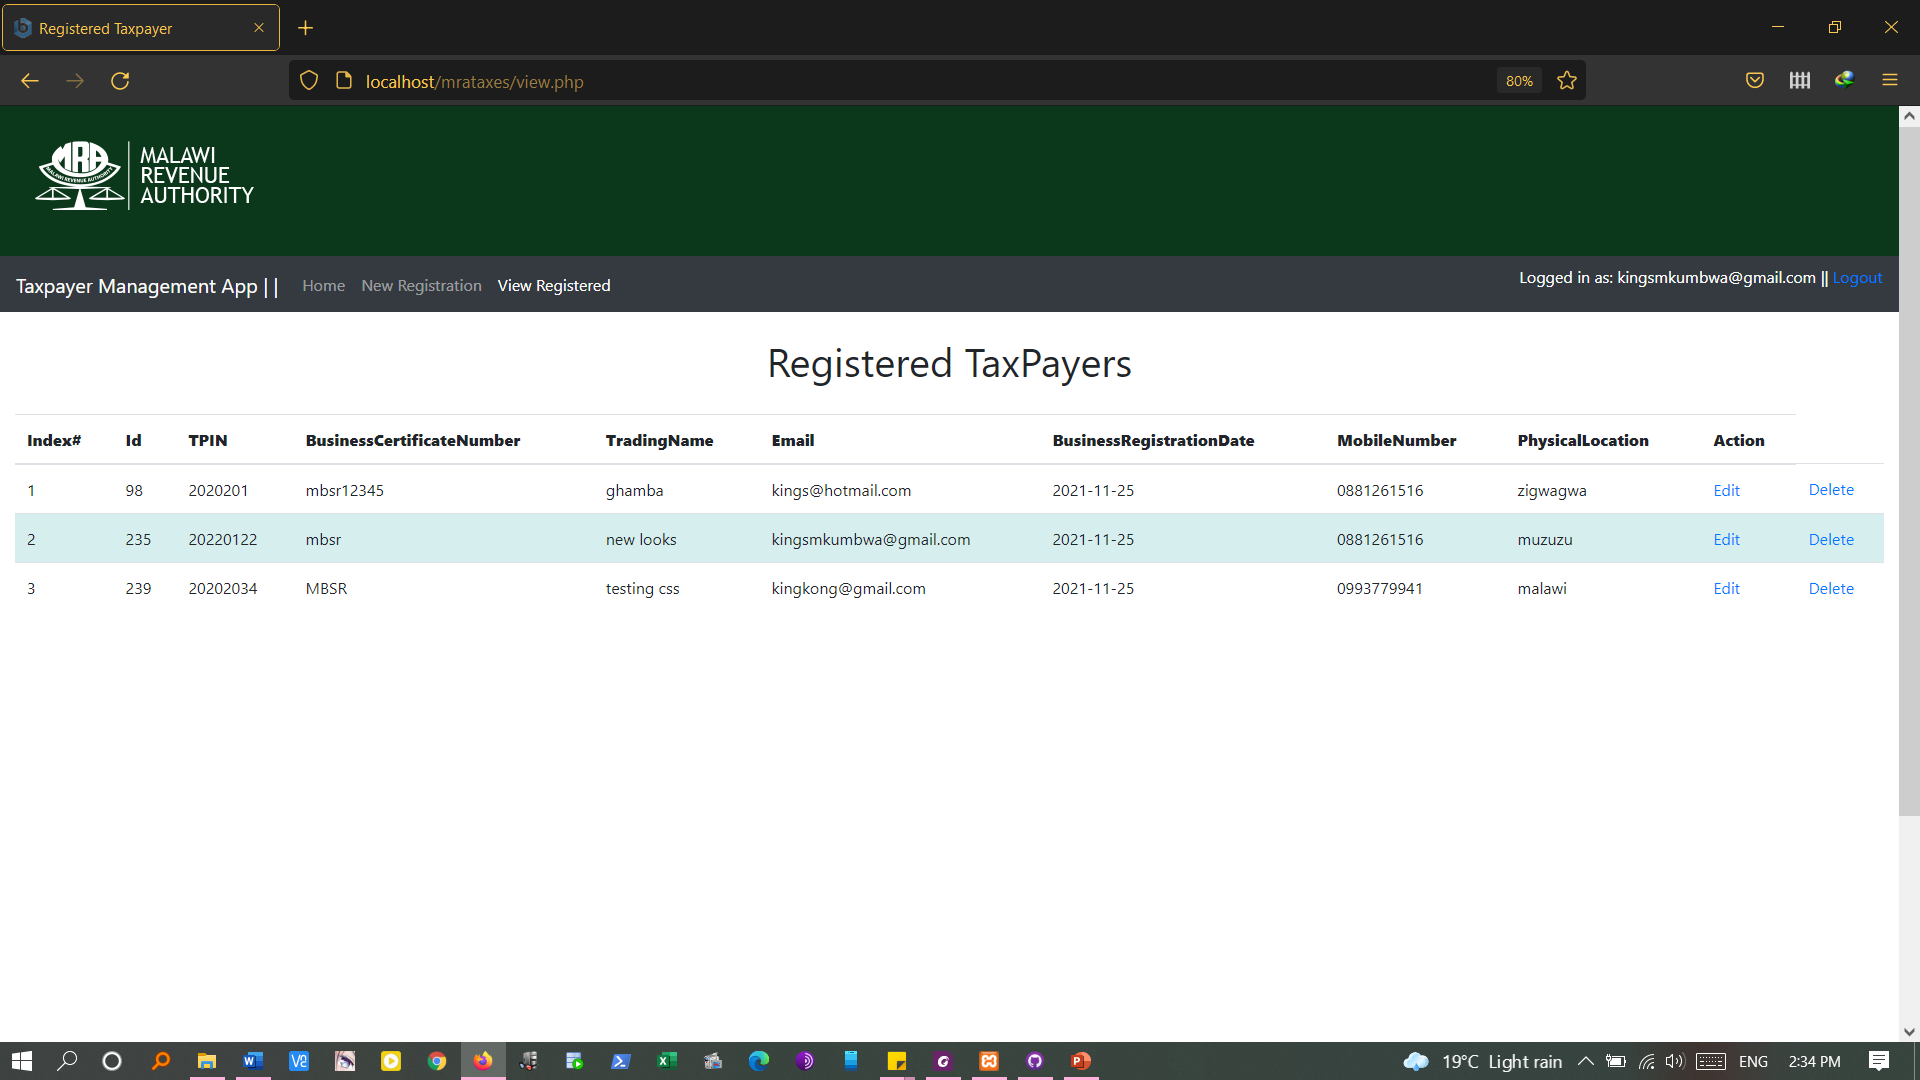 Registered Taxpayer
localhost/mrataxes/view.php
80%
MRA
MALAWI REVENUE AUTHORITY
MALAWI
REVENUE
AUTHORITY
Taxpayer Management App || Home New Registration View Registered
Logged in as: kingsmkumbwa@gmail.com || Logout
Registered TaxPayers
Index# Id TPIN BusinessCertificateNumber TradingName Email BusinessRegistrationDate MobileNumber PhysicalLocation Action
1 98 2020201 mbsr12345 ghamba kings@hotmail.com 2021-11-25 0881261516 zigwagwa Edit Delete
2 235 20220122 mbsr new looks kingsmkumbwa@gmail.com 2021-11-25 0881261516 muzuzu Edit Delete
3 239 20202034 MBSR testing css kingkong@gmail.com 2021-11-25 0993779941 malawi Edit Delete
19°C Light rain ENG 2:34 PM